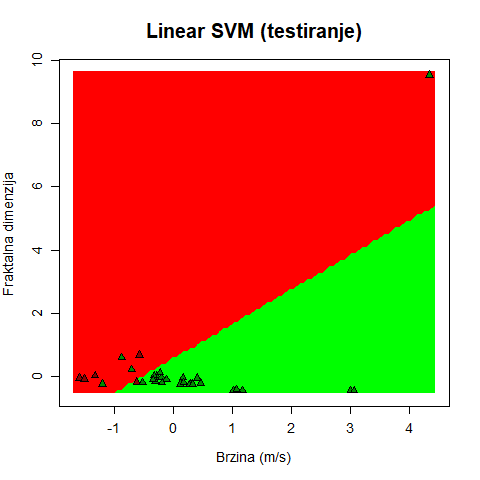 Linear SVM (testiranje)
Fraktalna dimenzija
10
8
6
4
2
0
-1 0 1 2 3 4
Brzina (m/s)